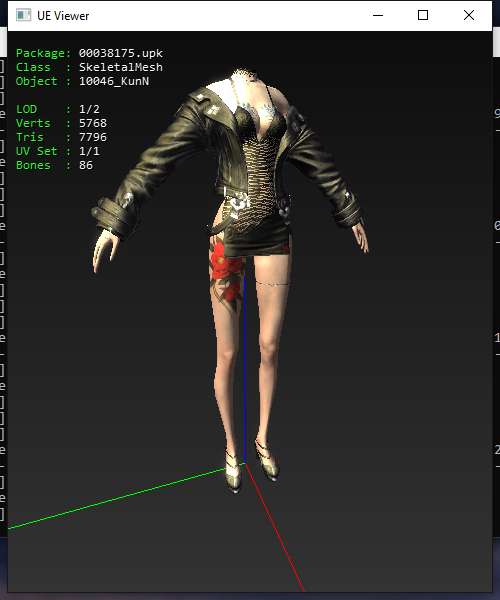 UE Viewer
Package: 00038175.upk
Class : SkeletalMesh
Object : 10046_KunN
LOD : 1/2
Verts : 5768
Tris : 7796
UV Set : 1/1
Bones : 86